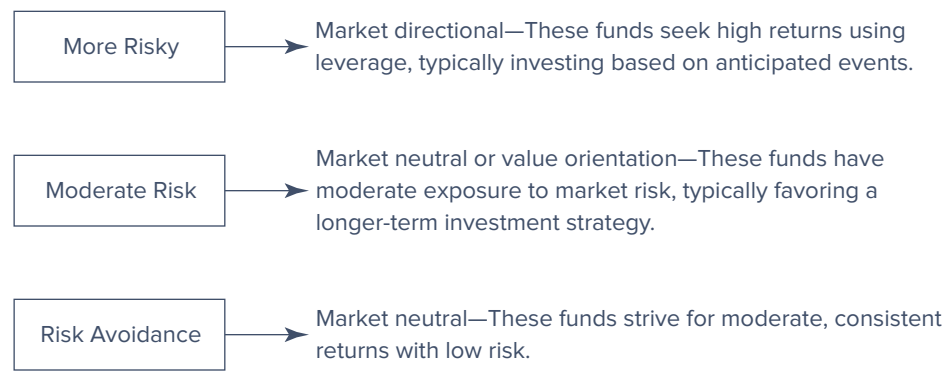 More Risky
Market directional—These funds seek high returns using
leverage, typically investing based on anticipated events.
Moderate Risk
Market neutral or value orientation—These funds have
moderate exposure to market risk, typically favoring a
longer-term investment strategy.
Risk Avoidance
Market neutral—These funds strive for moderate, consistent
returns with low risk.